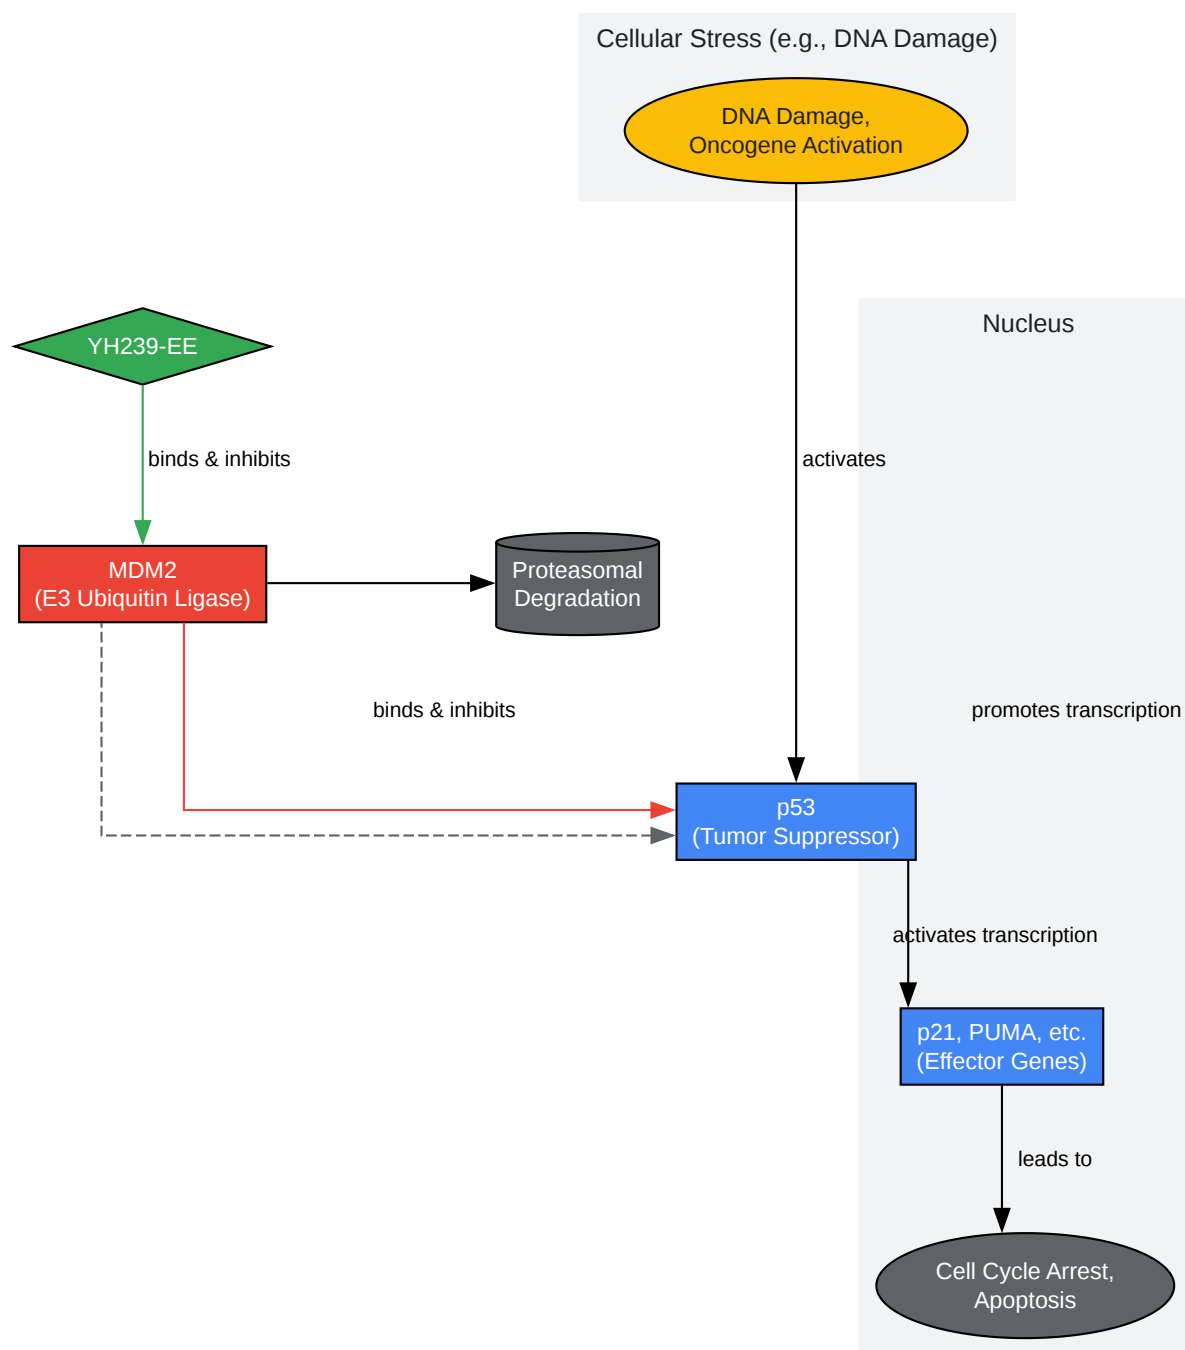 Cellular Stress (e.g., DNA Damage)
DNA Damage,
Oncogene Activation
Nucleus
YH239-EE
binds & inhibits
activates
MDM2
(E3 Ubiquitin Ligase)
Proteasomal
Degradation
binds & inhibits
promotes transcription
p53
(Tumor Suppressor)
activates transcription
p21, PUMA, etc.
(Effector Genes)
leads to
Cell Cycle Arrest,
Apoptosis